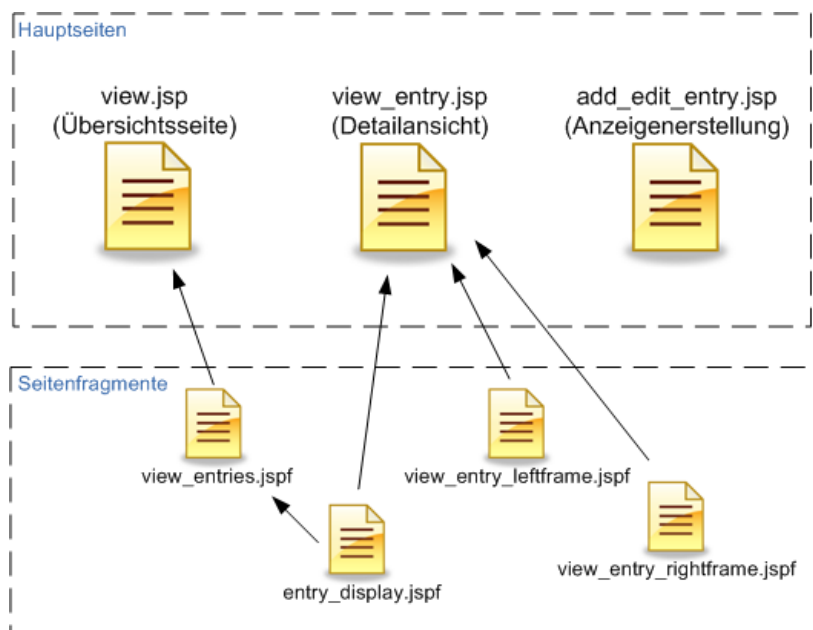 Hauptseiten
view.jsp
(Übersichtsseite)
view_entry.jsp
(Detailansicht)
add_edit_entry.jsp
(Anzeigenerstellung)
Seitenfragmente
view_entries.jspf
view_entry_leftframe.jspf
entry_display.jspf
view_entry_rightframe.jspf